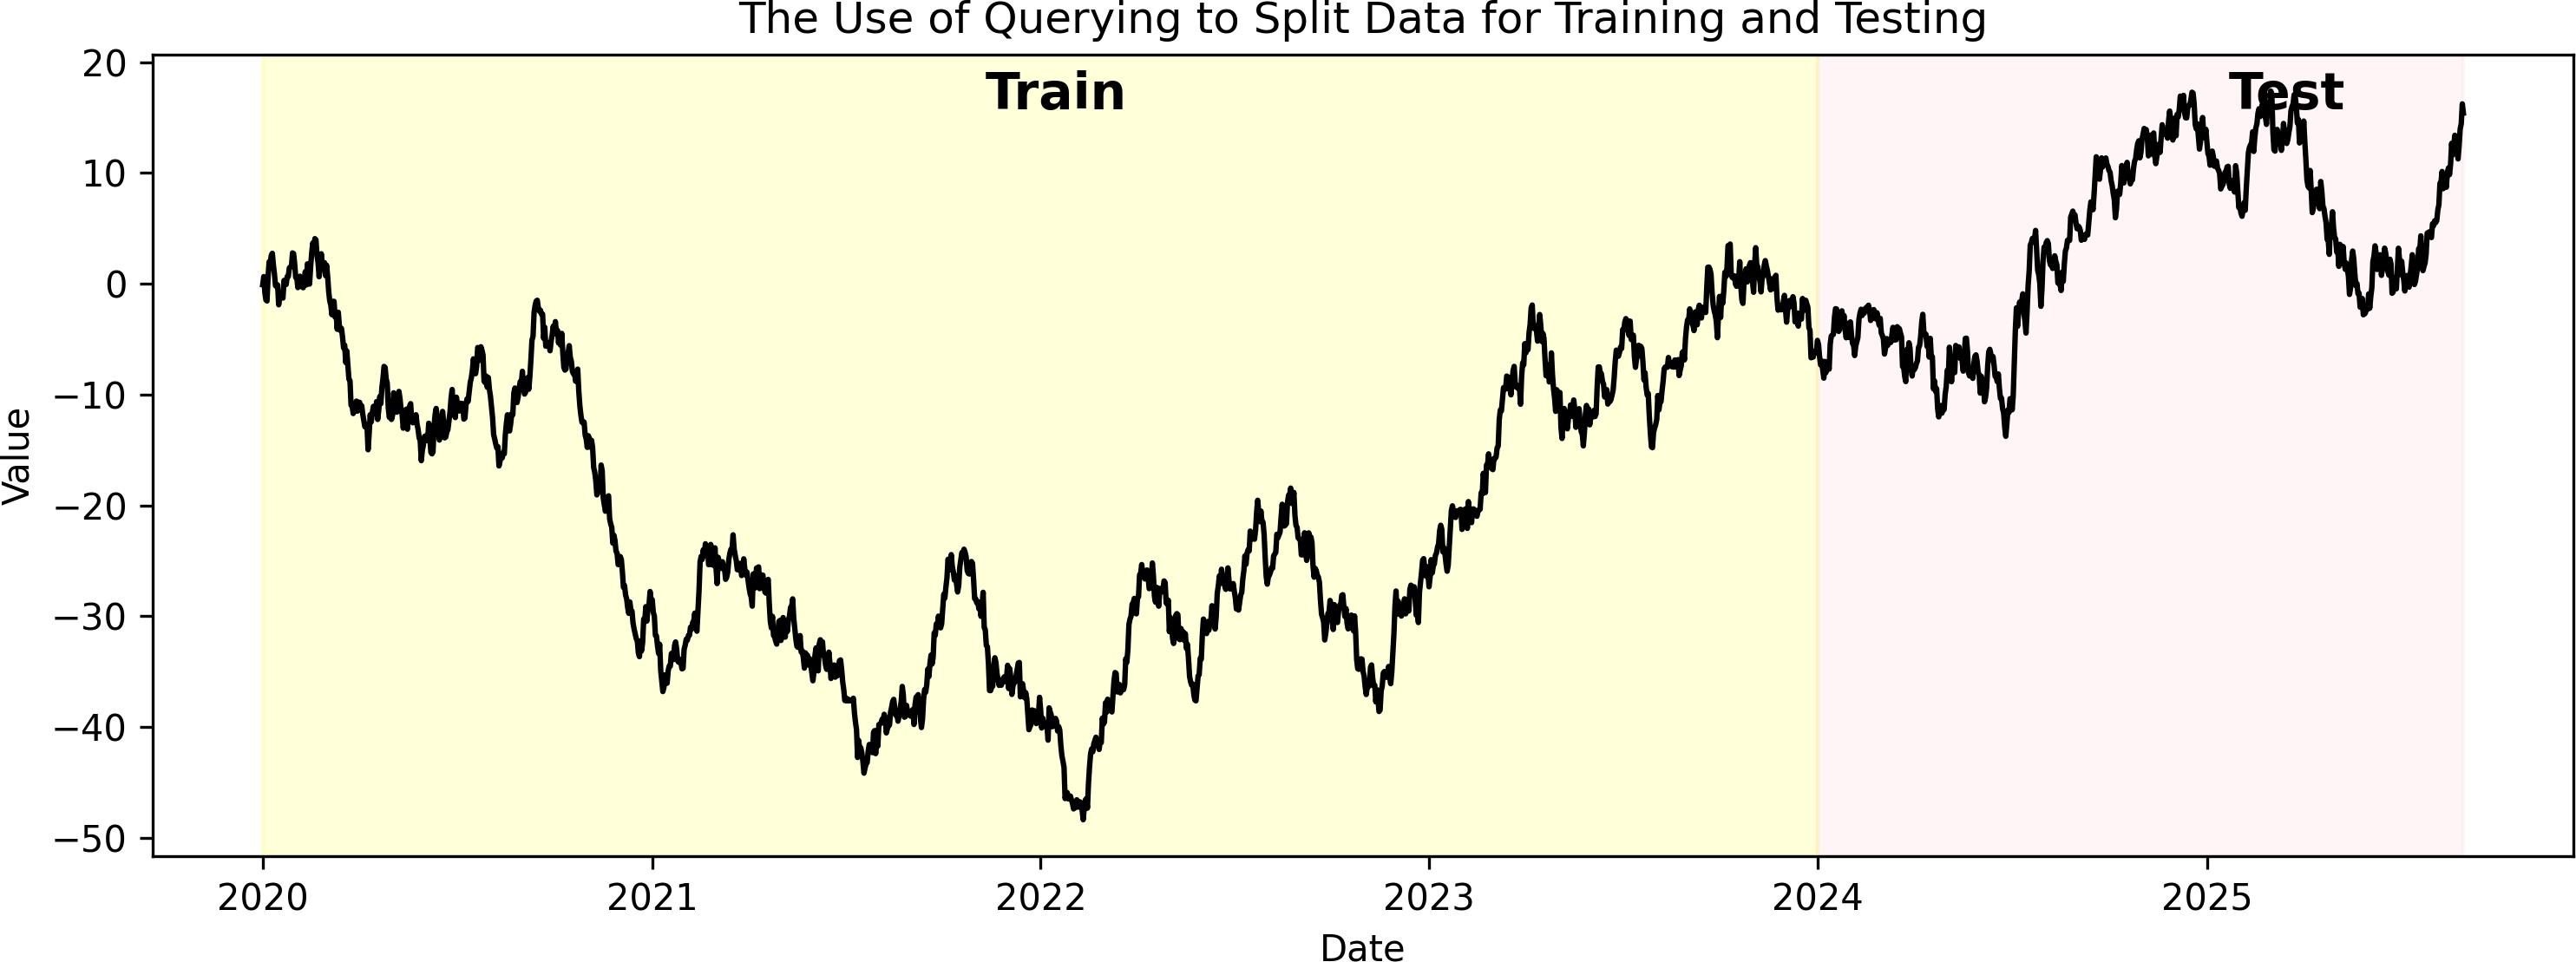 The Use of Querying to Split Data for Training and Testing
Train
Test
20
10
0
−10
−20
−30
−40
−50
Value
2020
2021
2022
2023
2024
2025
Date